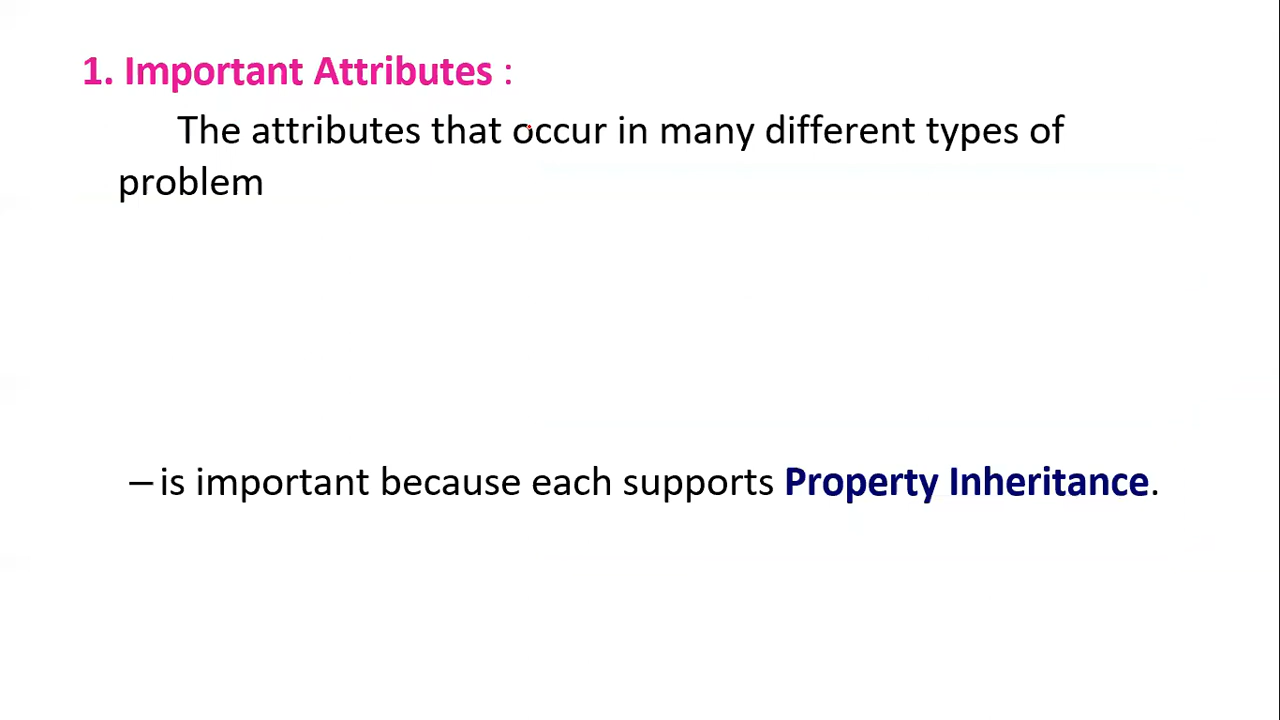 1. Important Attributes :
The attributes that occur in many different types of
problem
– is important because each supports Property Inheritance.